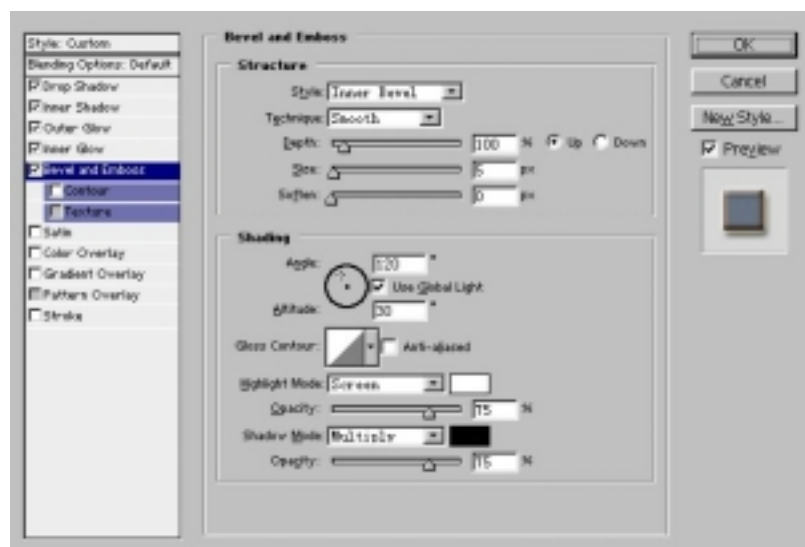 Style: Custom
Blending Options: Default
Drop Shadow
Inner Shadow
Outer Glow
Inner Glow
Bevel and Emboss
Contour
Texture
Satin
Color Overlay
Gradient Overlay
Pattern Overlay
Stroke
Bevel and Emboss
Structure
Style: Inner Bevel
Technique: Smooth
Depth: 100 % Up Down
Size: 5 px
Soften: 0 px
Shading
Angle: 120 °
Use Global Light
Altitude: 30 °
Gloss Contour: Anti-aliased
Highlight Mode: Screen
Opacity: 75 %
Shadow Mode: Multiply
Opacity: 75 %
OK
Cancel
New Style...
Preview